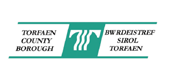 TORFAEN
COUNTY
BOROUGH
BWRDEISTREF
SIROL
TORFAEN